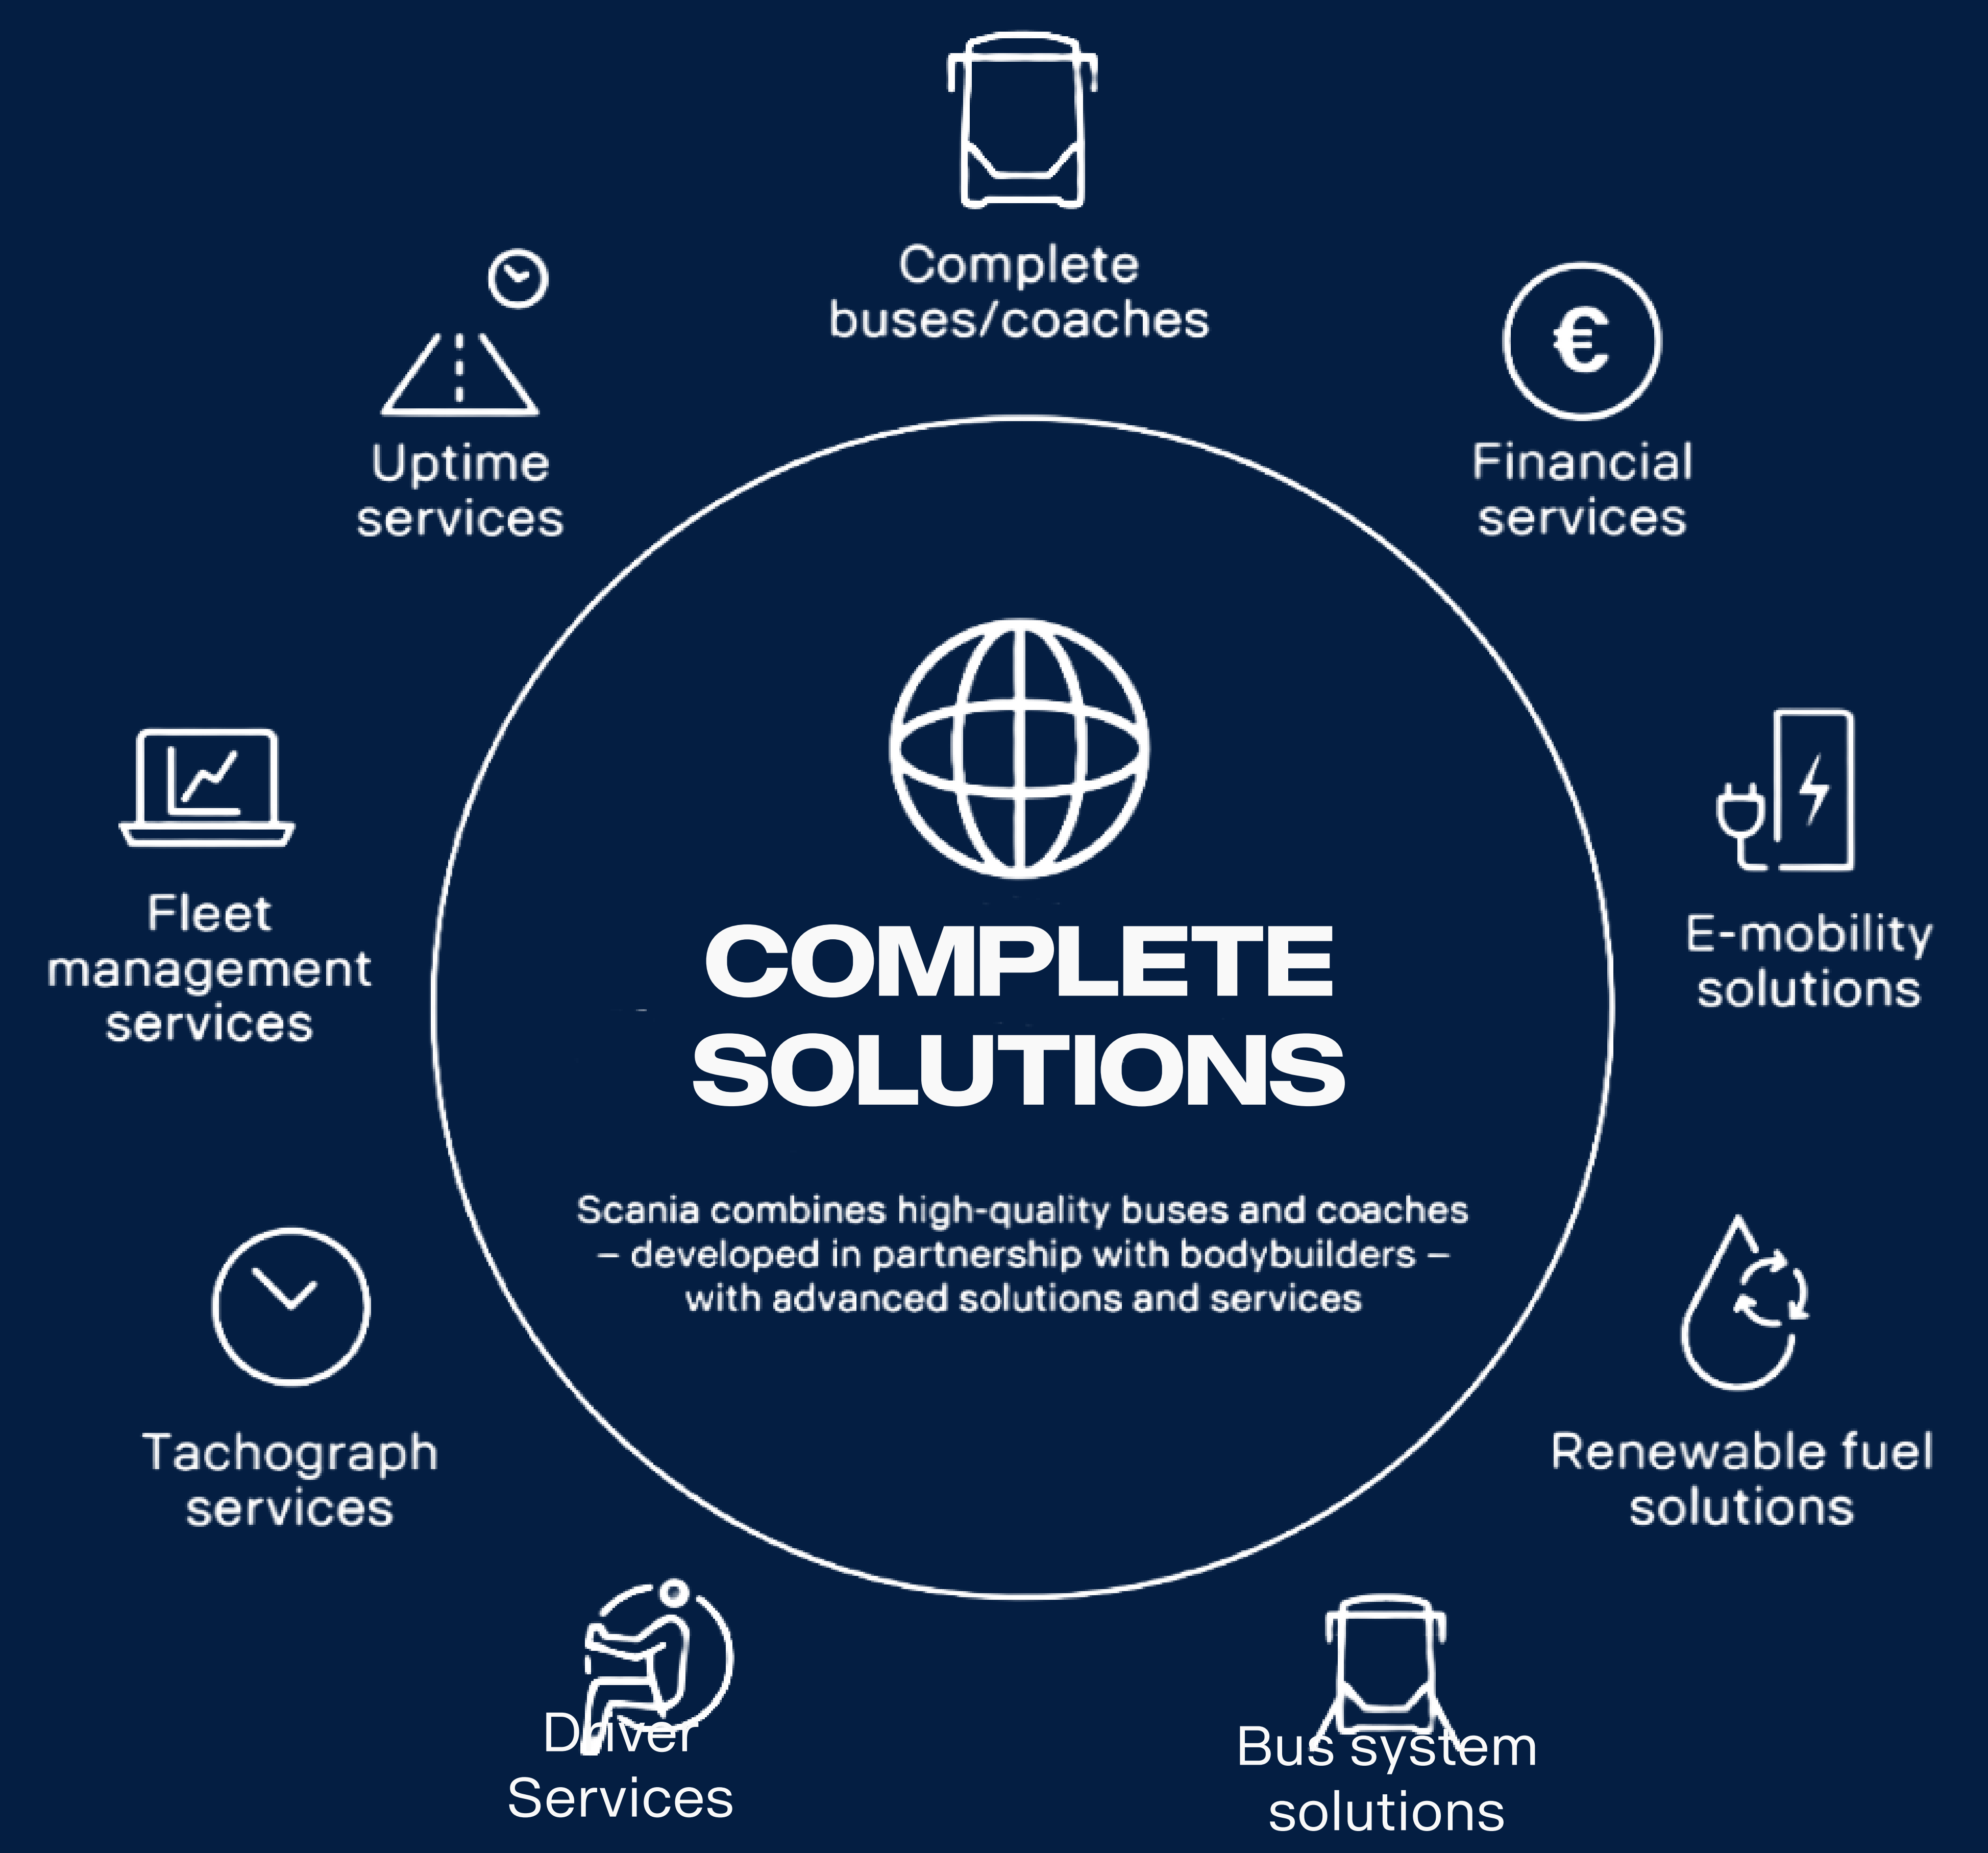 Complete
buses/coaches
Uptime
services
€
Financial
services
Fleet
management
services
COMPLETE
SOLUTIONS
Scania combines high-quality buses and coaches
– developed in partnership with bodybuilders –
with advanced solutions and services
E-mobility
solutions
Tachograph
services
Renewable fuel
solutions
Driver
Services
Bus system
solutions